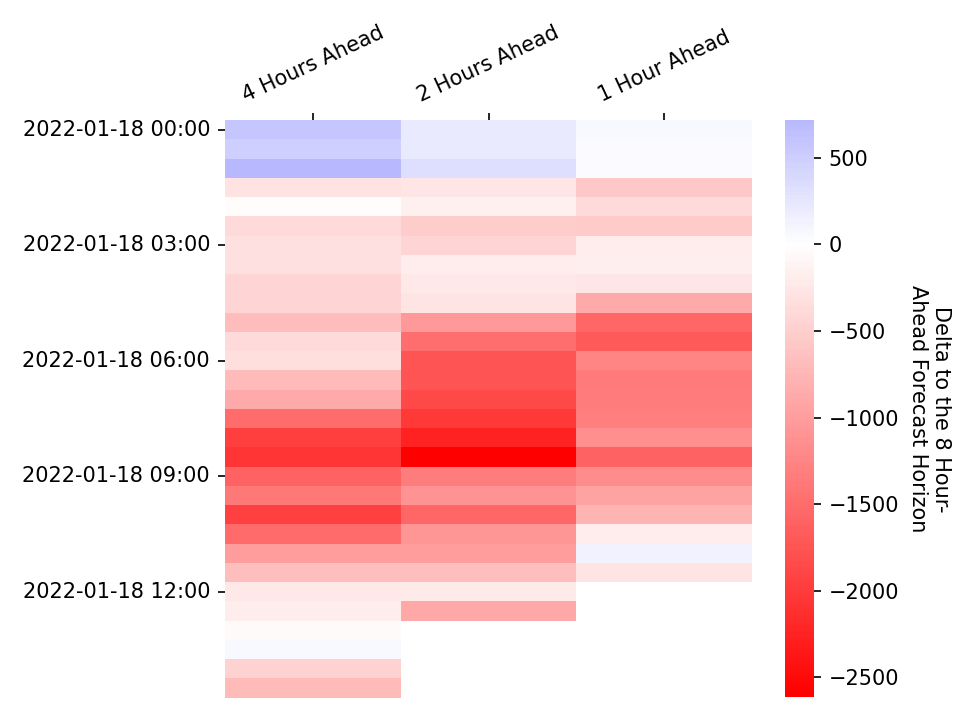 4 Hours Ahead
2 Hours Ahead
1 Hour Ahead
2022-01-18 00:00
2022-01-18 03:00
2022-01-18 06:00
2022-01-18 09:00
2022-01-18 12:00
500
0
−500
−1000
−1500
−2000
−2500
Delta to the 8 Hour-
Ahead Forecast Horizon